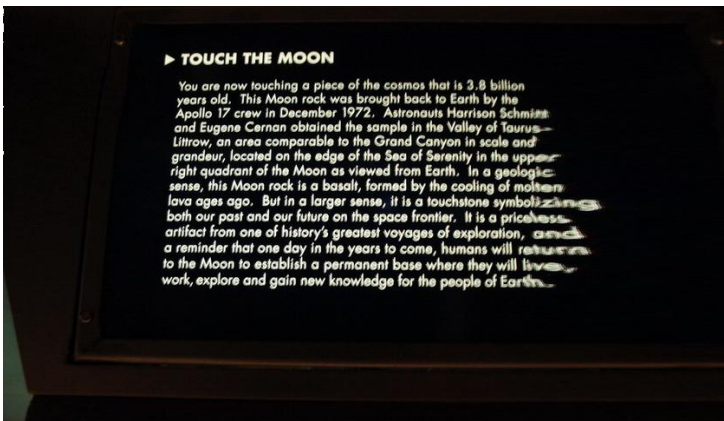 ▶ TOUCH THE MOON
You are now touching a piece of the cosmos that is 3.8 billion
years old. This Moon rock was brought back to Earth by the
Apollo 17 crew in December 1972. Astronauts Harrison Schmitt
and Eugene Cernan obtained the sample in the Valley of Taurus-
Littrow, an area comparable to the Grand Canyon in scale and
grandeur, located on the edge of the Sea of Serenity in the upper
right quadrant of the Moon as viewed from Earth. In a geologic
sense, this Moon rock is a basalt, formed by the cooling of molten
lava ages ago. But in a larger sense, it is a touchstone symbolizing
both our past and our future on the space frontier. It is a priceless
artifact from one of history's greatest voyages of exploration, and
a reminder that one day in the years to come, humans will return
to the Moon to establish a permanent base where they will live,
work, explore and gain new knowledge for the people of Earth.